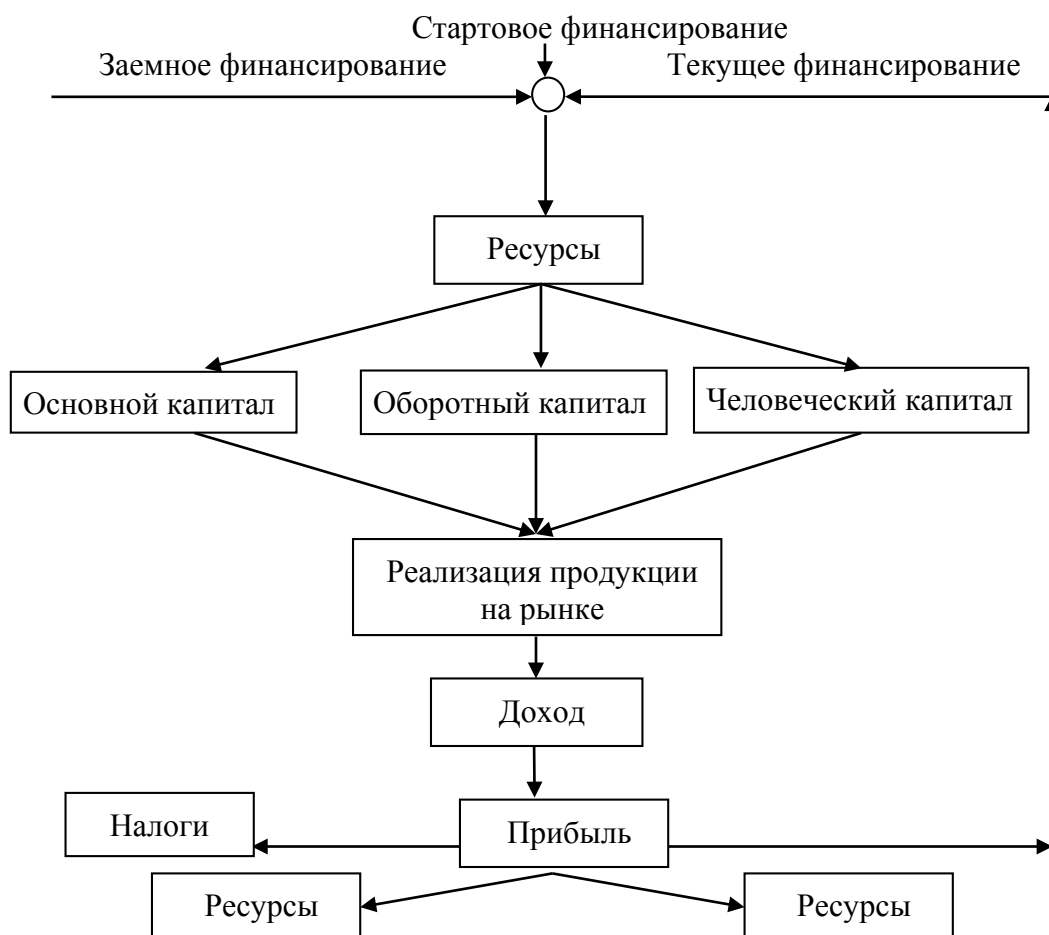 Стартовое финансирование
Заемное финансирование
Текущее финансирование
Ресурсы
Основной капитал
Оборотный капитал
Человеческий капитал
Реализация продукции
на рынке
Доход
Налоги
Прибыль
Ресурсы
Ресурсы